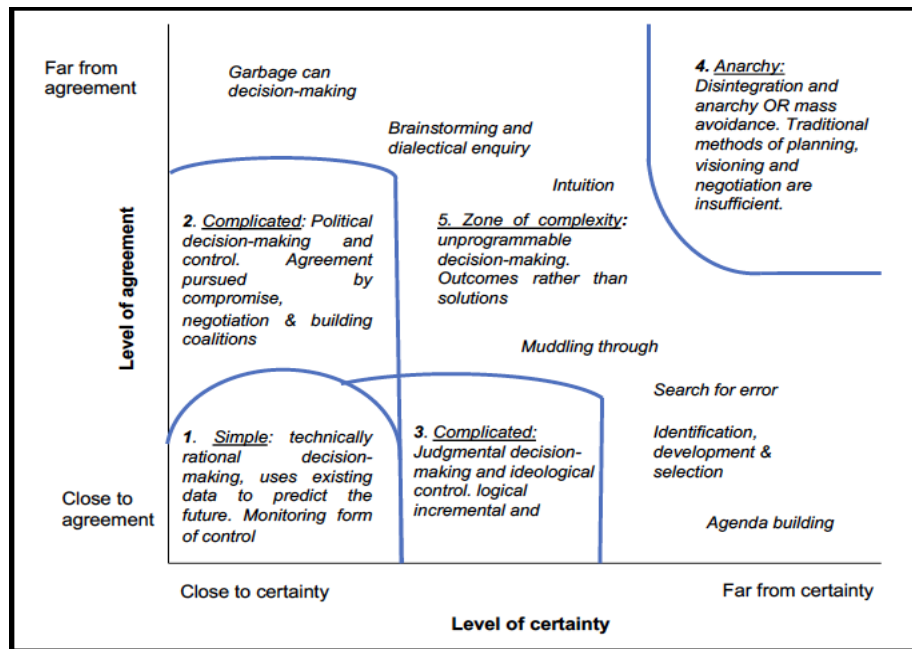 Far from
agreement
Garbage can
decision-making
Brainstorming and
dialectical enquiry
Intuition
4. Anarchy:
Disintegration and
anarchy OR mass
avoidance. Traditional
methods of planning,
visioning and
negotiation are
insufficient.
Level of agreement
2. Complicated: Political
decision-making and
control. Agreement
pursued by
compromise,
negotiation & building
coalitions
5. Zone of complexity:
unprogrammable
decision-making.
Outcomes rather than
solutions
Muddling through
Search for error
Identification,
development &
selection
Agenda building
1. Simple: technically
rational decision-
making, uses existing
data to predict the
future. Monitoring form
of control
3. Complicated:
Judgmental decision-
making and ideological
control. logical
incremental and
Close to
agreement
Close to certainty
Far from certainty
Level of certainty